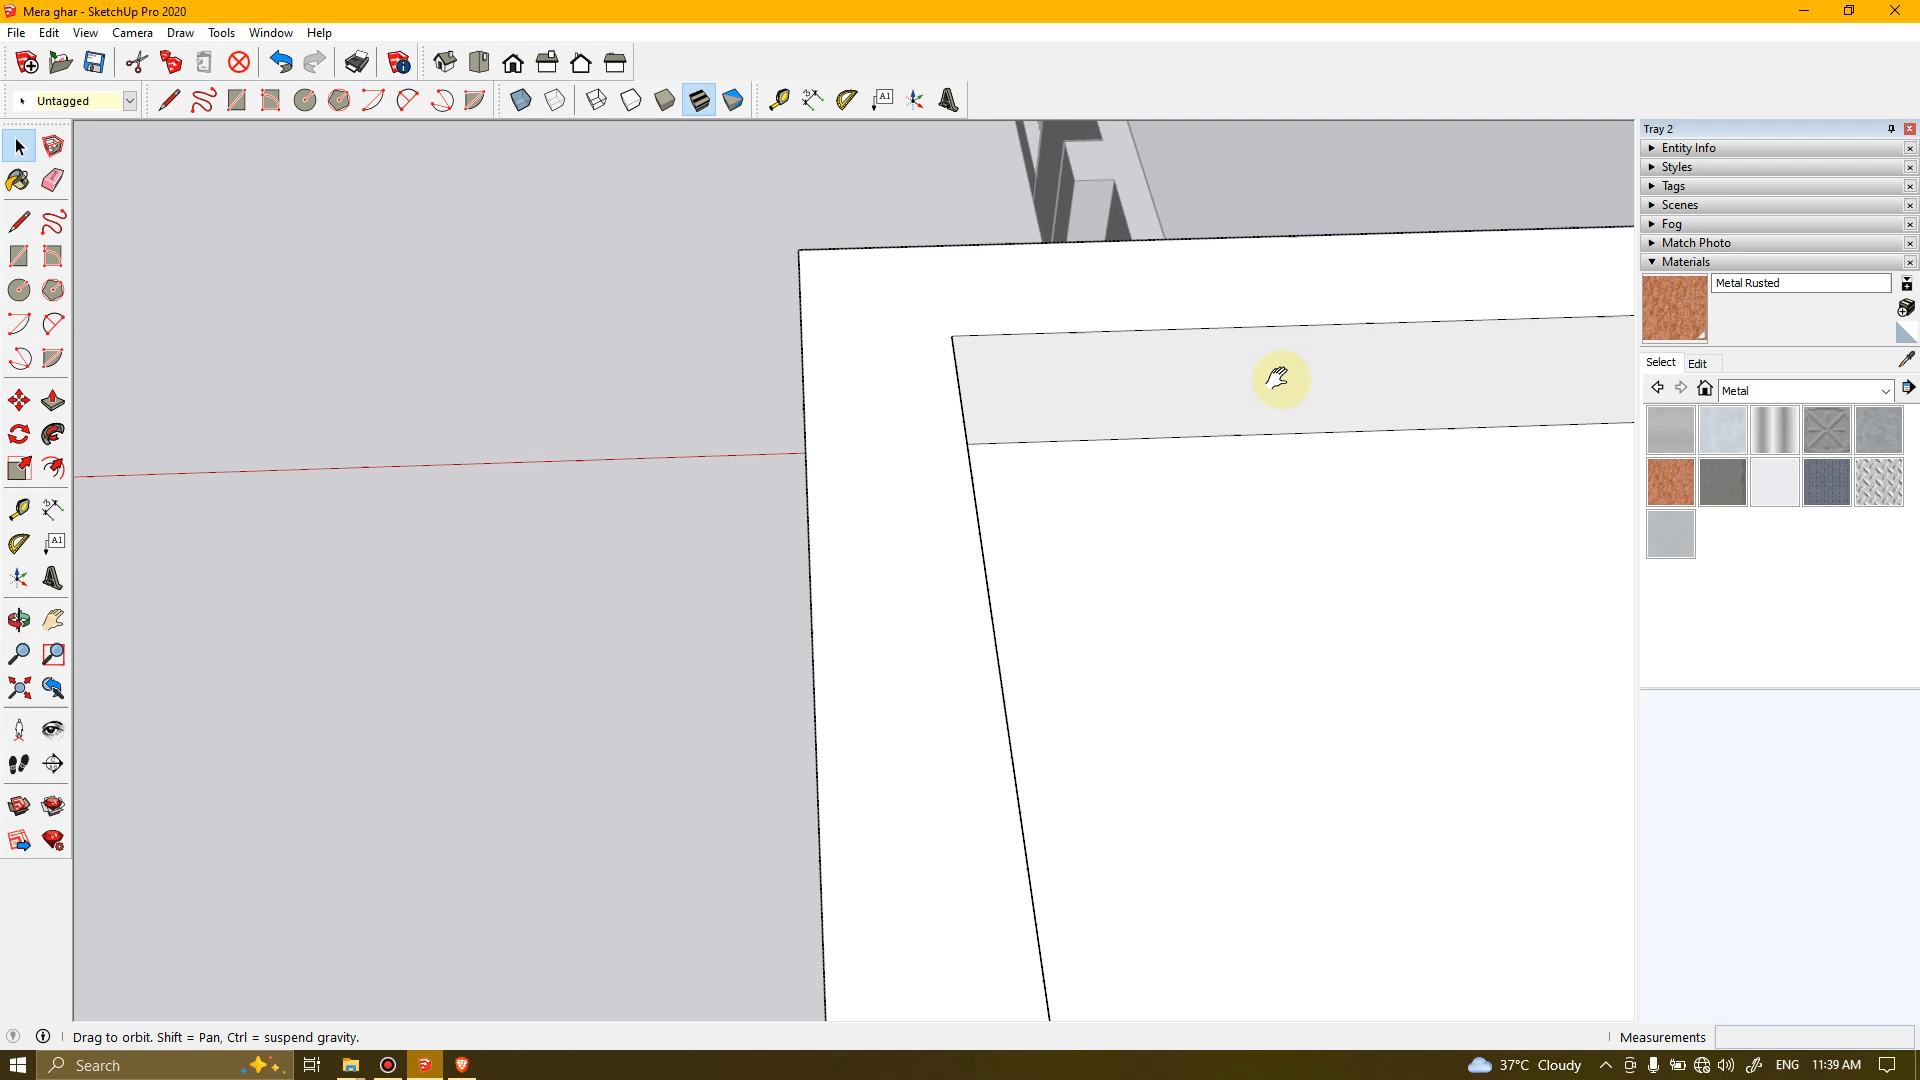 Mera ghar - SketchUp Pro 2020
File Edit View Camera Draw Tools Window Help
Untagged
A1
A1
Tray 2
Entity Info
Styles
Tags
Scenes
Fog
Match Photo
Materials
Metal Rusted
Select Edit
Metal
Drag to orbit. Shift = Pan, Ctrl = suspend gravity.
Measurements
Search
37°C Cloudy
ENG
11:39 AM